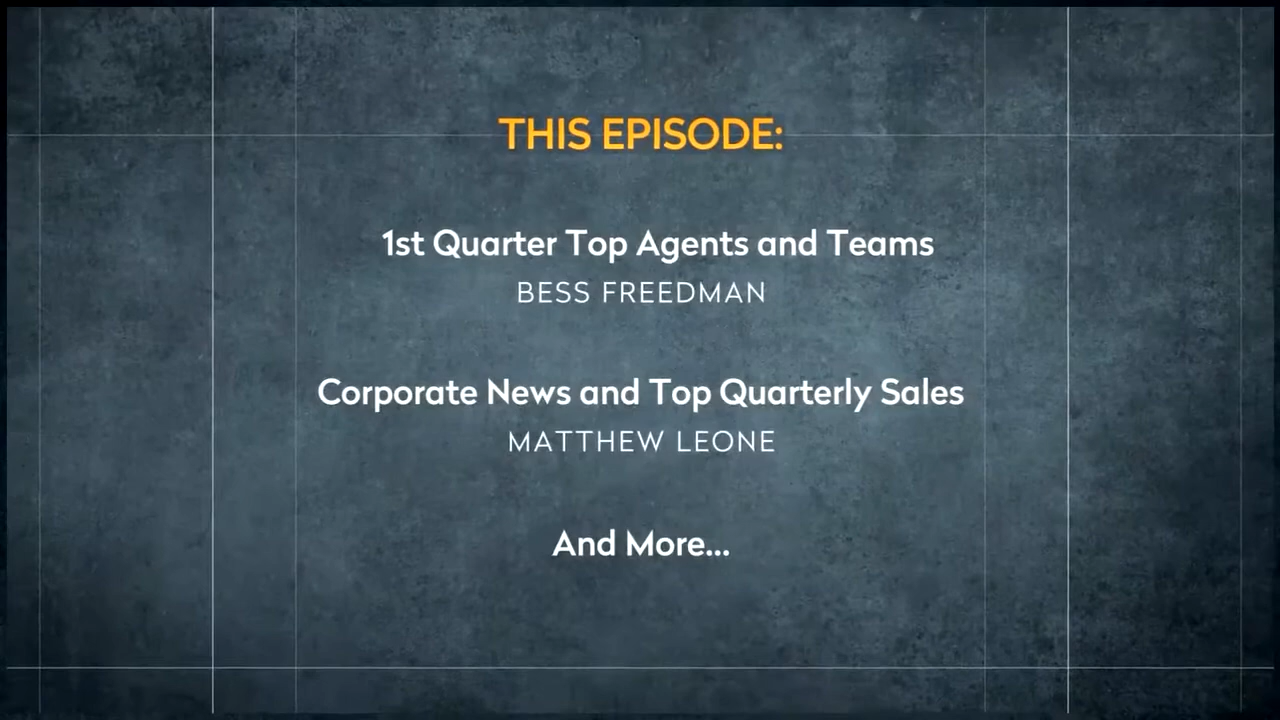 THIS EPISODE:
1st Quarter Top Agents and Teams
BESS FREEDMAN
Corporate News and Top Quarterly Sales
MATTHEW LEONE
And More...